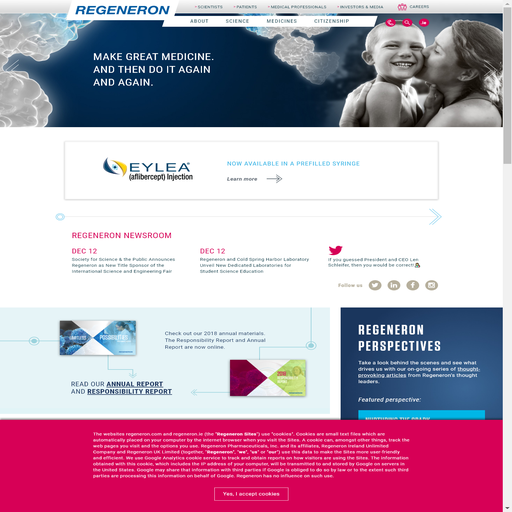 REGENERON
• SCIENTISTS • PATIENTS • MEDICAL PROFESSIONALS • INVESTORS & MEDIA CAREERS
ABOUT SCIENCE MEDICINES CITIZENSHIP
MAKE GREAT MEDICINE.
AND THEN DO IT AGAIN
AND AGAIN.
EYLEA®
(aflibercept) Injection
NOW AVAILABLE IN A PREFILLED SYRINGE
Learn more
REGENERON NEWSROOM
DEC 12
Society for Science & the Public Announces
Regeneron as New Title Sponsor of the
International Science and Engineering Fair
DEC 12
Regeneron and Cold Spring Harbor Laboratory
Unveil New Dedicated Laboratories for
Student Science Education
If you guessed President and CEO Len
Schleifer, then you would be correct!
Follow us
Check out our 2018 annual materials.
The Responsibility Report and Annual
Report are now online.
POSSIBILITIES
2018
READ OUR ANNUAL REPORT
AND RESPONSIBILITY REPORT
REGENERON
PERSPECTIVES
Take a look behind the scenes and see what
drives us with our on-going series of thought-
provoking articles from Regeneron's thought
leaders.
Featured perspective:
The websites regeneron.com and regeneron.ie (the "Regeneron Sites") use "cookies". Cookies are small text files which are
automatically placed on your computer by the internet browser when you visit the Sites. A cookie can, amongst other things, track the
web pages you visit and the options you use. Regeneron Pharmaceuticals, Inc. and its affiliates, Regeneron Ireland Unlimited
Company and Regeneron UK Limited (together, "Regeneron", "we", "us" or "our") use this data to make the Sites more user-friendly
and efficient. We use Google Analytics cookie service to track and obtain reports on how visitors are using the Sites. The information
obtained with this cookie, which includes the IP address of your computer, will be transmitted to and stored by Google on servers in
the United States. Google may share that information with third parties if Google is obliged to do so by law or to the extent such third
parties are processing this information on behalf of Google. Regeneron has no influence on such use.
Yes, I accept cookies